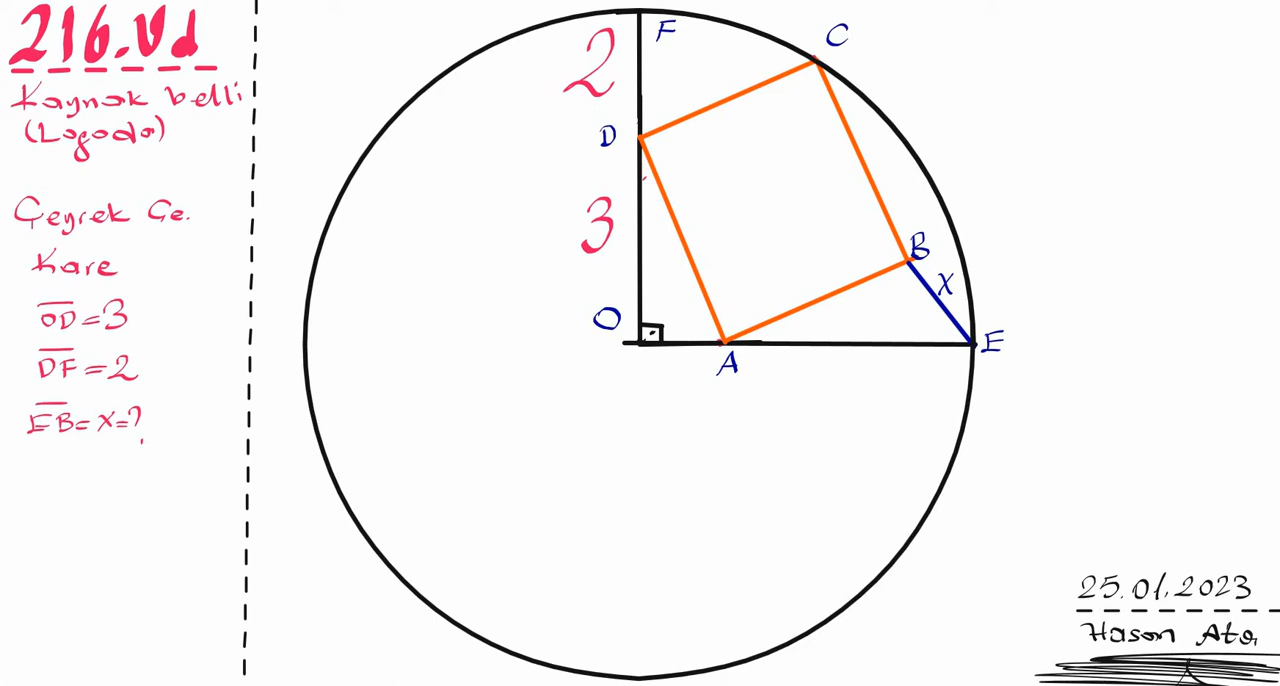 216.Vd
Kaynak belli
(Logoda)
Çeyrek Çe.
Kare
OD=3
DF=2
EB=x=?
2
F
C
D
3
B
x
O
E
A
25.01.2023
Hasan Ata